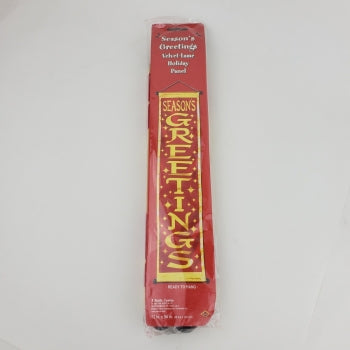 Season's
Greetings
Velvet-Lame
Holiday
Panel
SEASON'S
GREETINGS
READY TO HANG